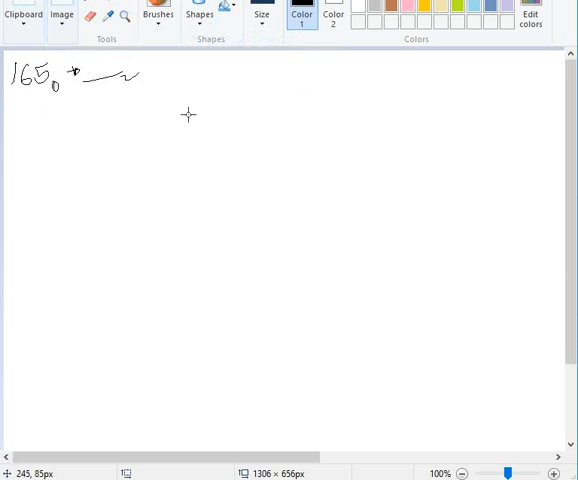 Clipboard
Image
Tools
Brushes
Shapes
Shapes
Size
Color
1
Color
2
Edit
colors
Colors
165
245, 85px
1306 × 656px
100%